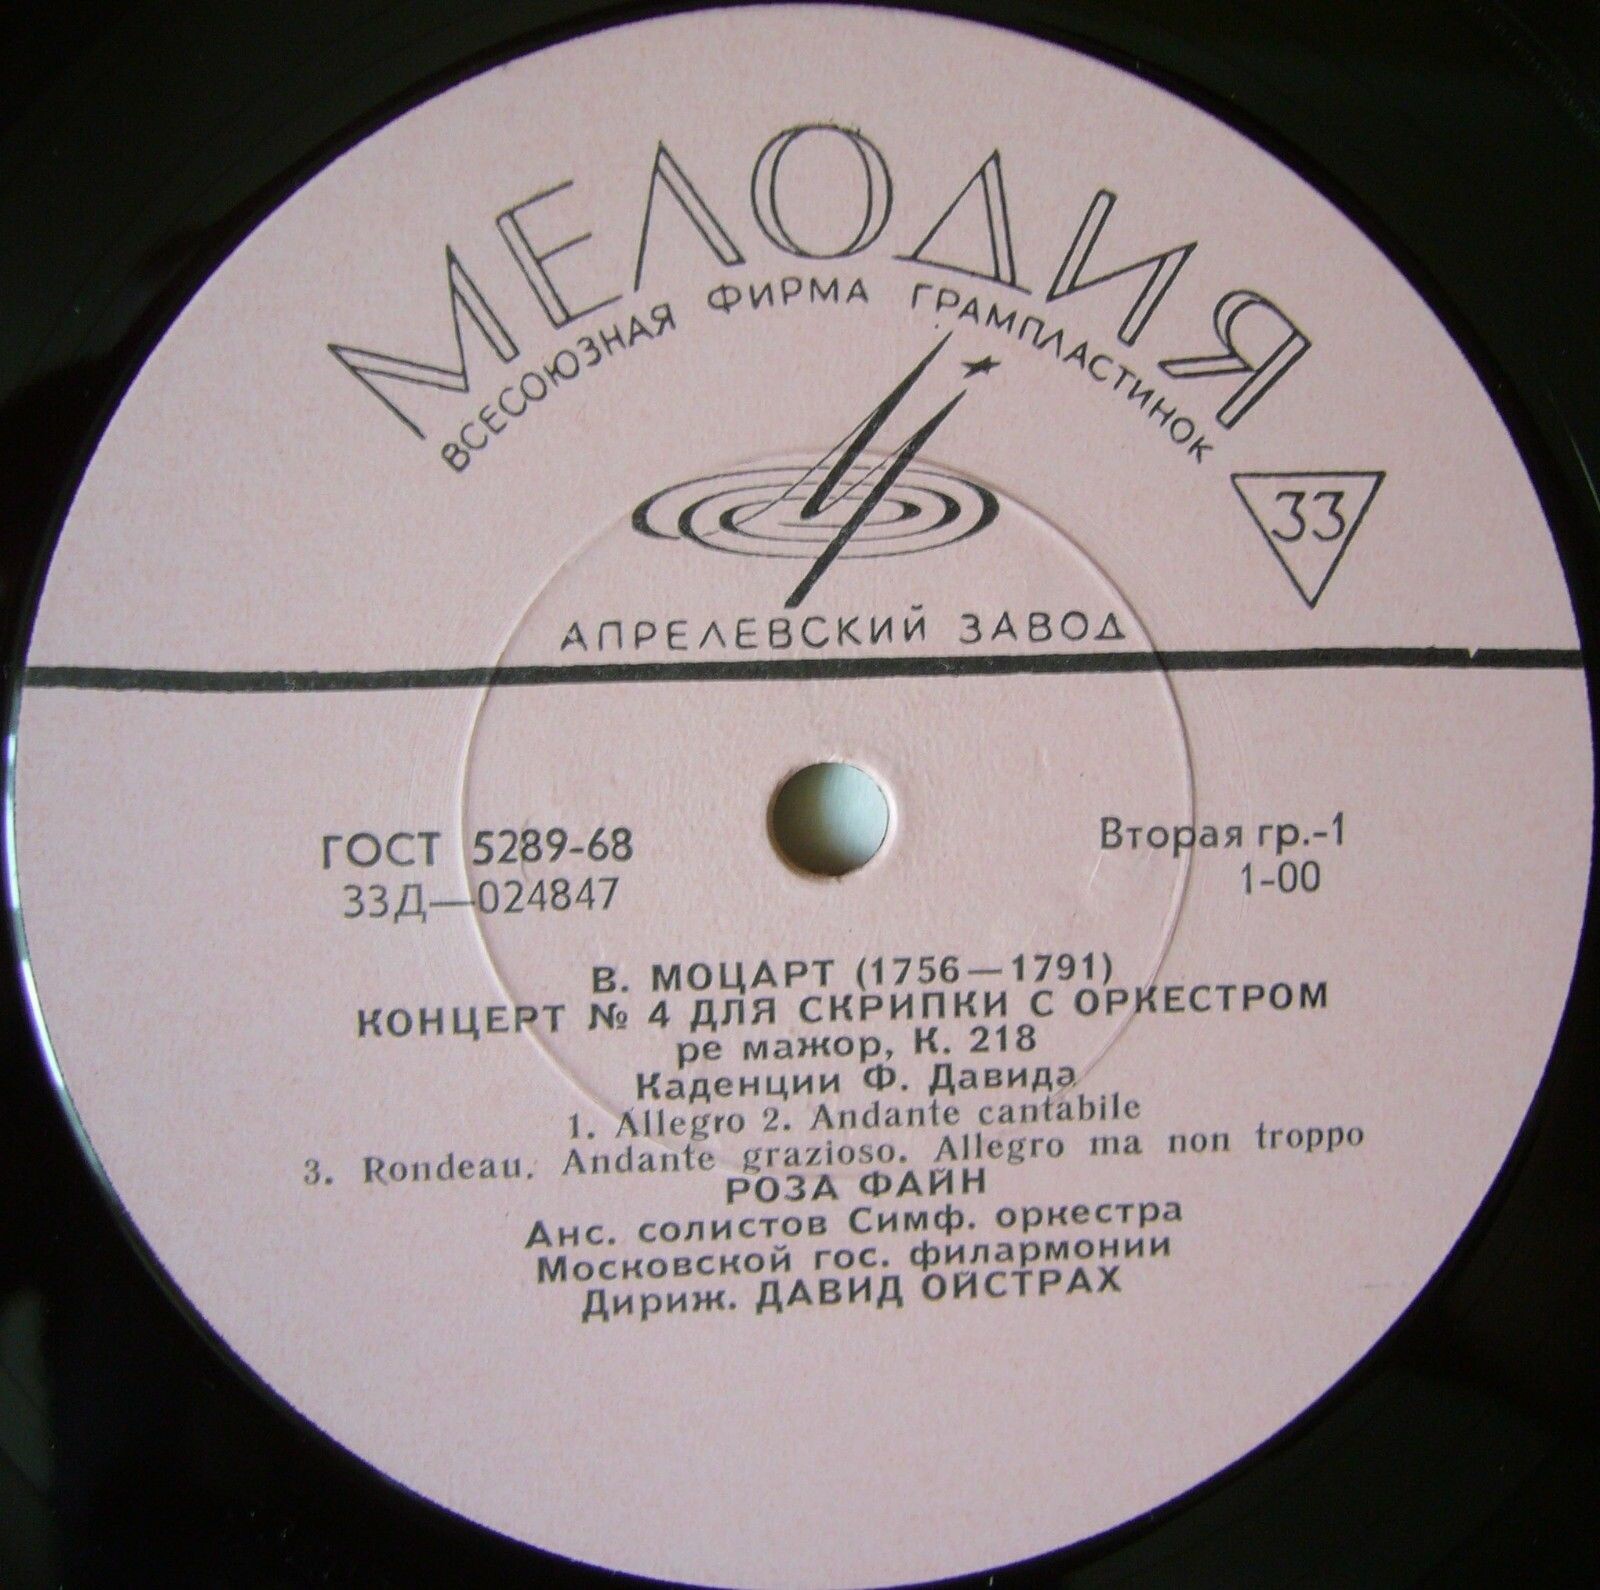 МЕЛОДИЯ
ВСЕСОЮЗНАЯ ФИРМА ГРАМПЛАСТИНОК
33
АПРЕЛЕВСКИЙ ЗАВОД
ГОСТ 5289-68
33Д—024847
Вторая гр.-1
1-00
В. МОЦАРТ (1756—1791)
КОНЦЕРТ № 4 ДЛЯ СКРИПКИ С ОРКЕСТРОМ
ре мажор, К. 218
Каденции Ф. Давида
1. Allegro 2. Andante cantabile
3. Rondeau. Andante grazioso. Allegro ma non troppo
РОЗА ФАЙН
Анс. солистов Симф. оркестра
Московской гос. филармонии
Дириж. ДАВИД ОЙСТРАХ